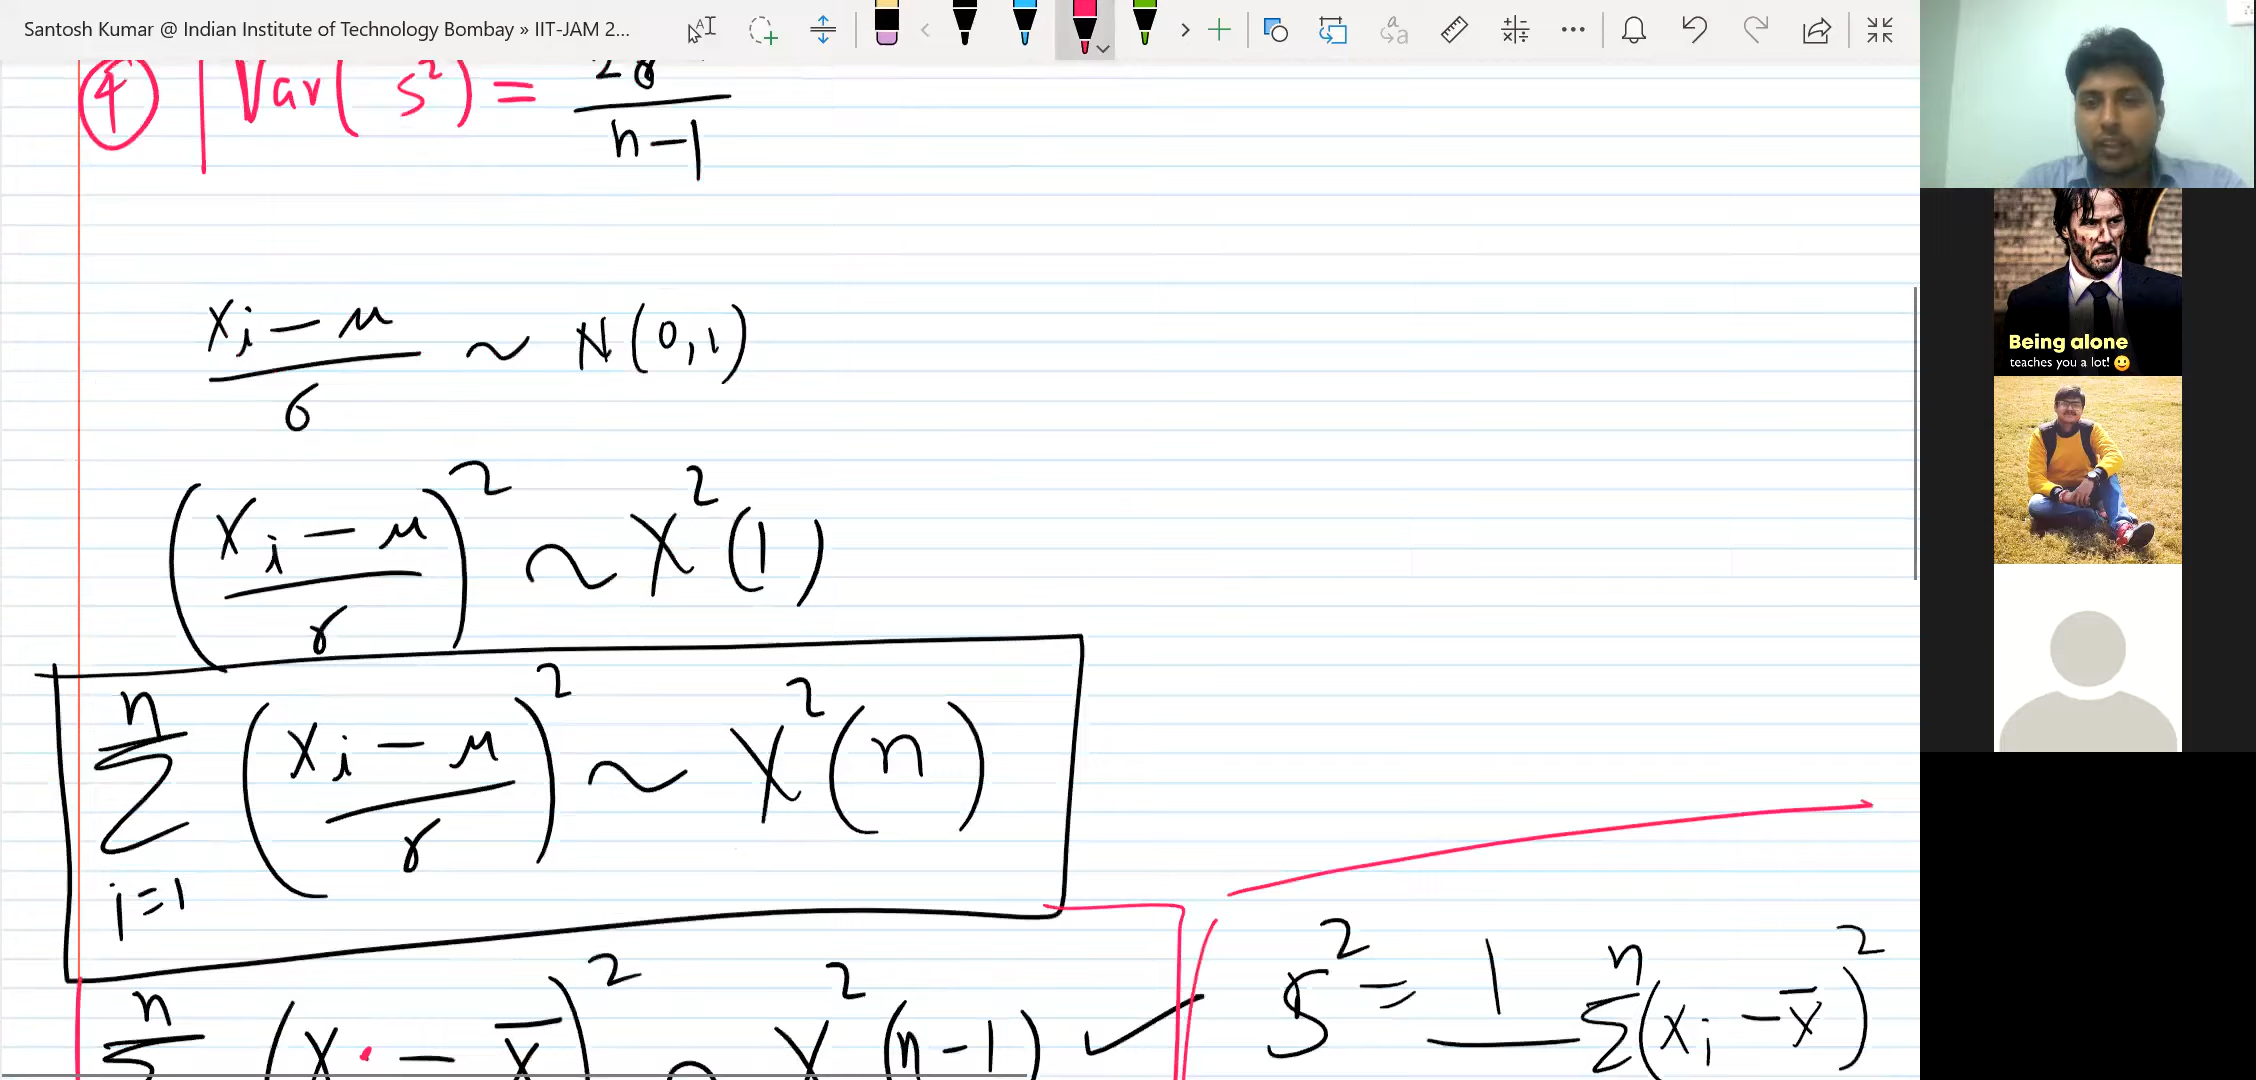 Santosh Kumar @ Indian Institute of Technology Bombay » IIT-JAM 2...
④ Var( s²) = 2σ / n-1
Being alone
teaches you a lot! 🙂
(xi - μ) / σ ~ N(0,1)
((xi - μ) / σ)² ~ χ²(1)
n Σ i=1 ((xi - μ) / σ)² ~ χ²(n)
n Σ (x - x̄)² ~ χ²(n-1) ✓
S² = 1 / n Σ (xi - x̄)²